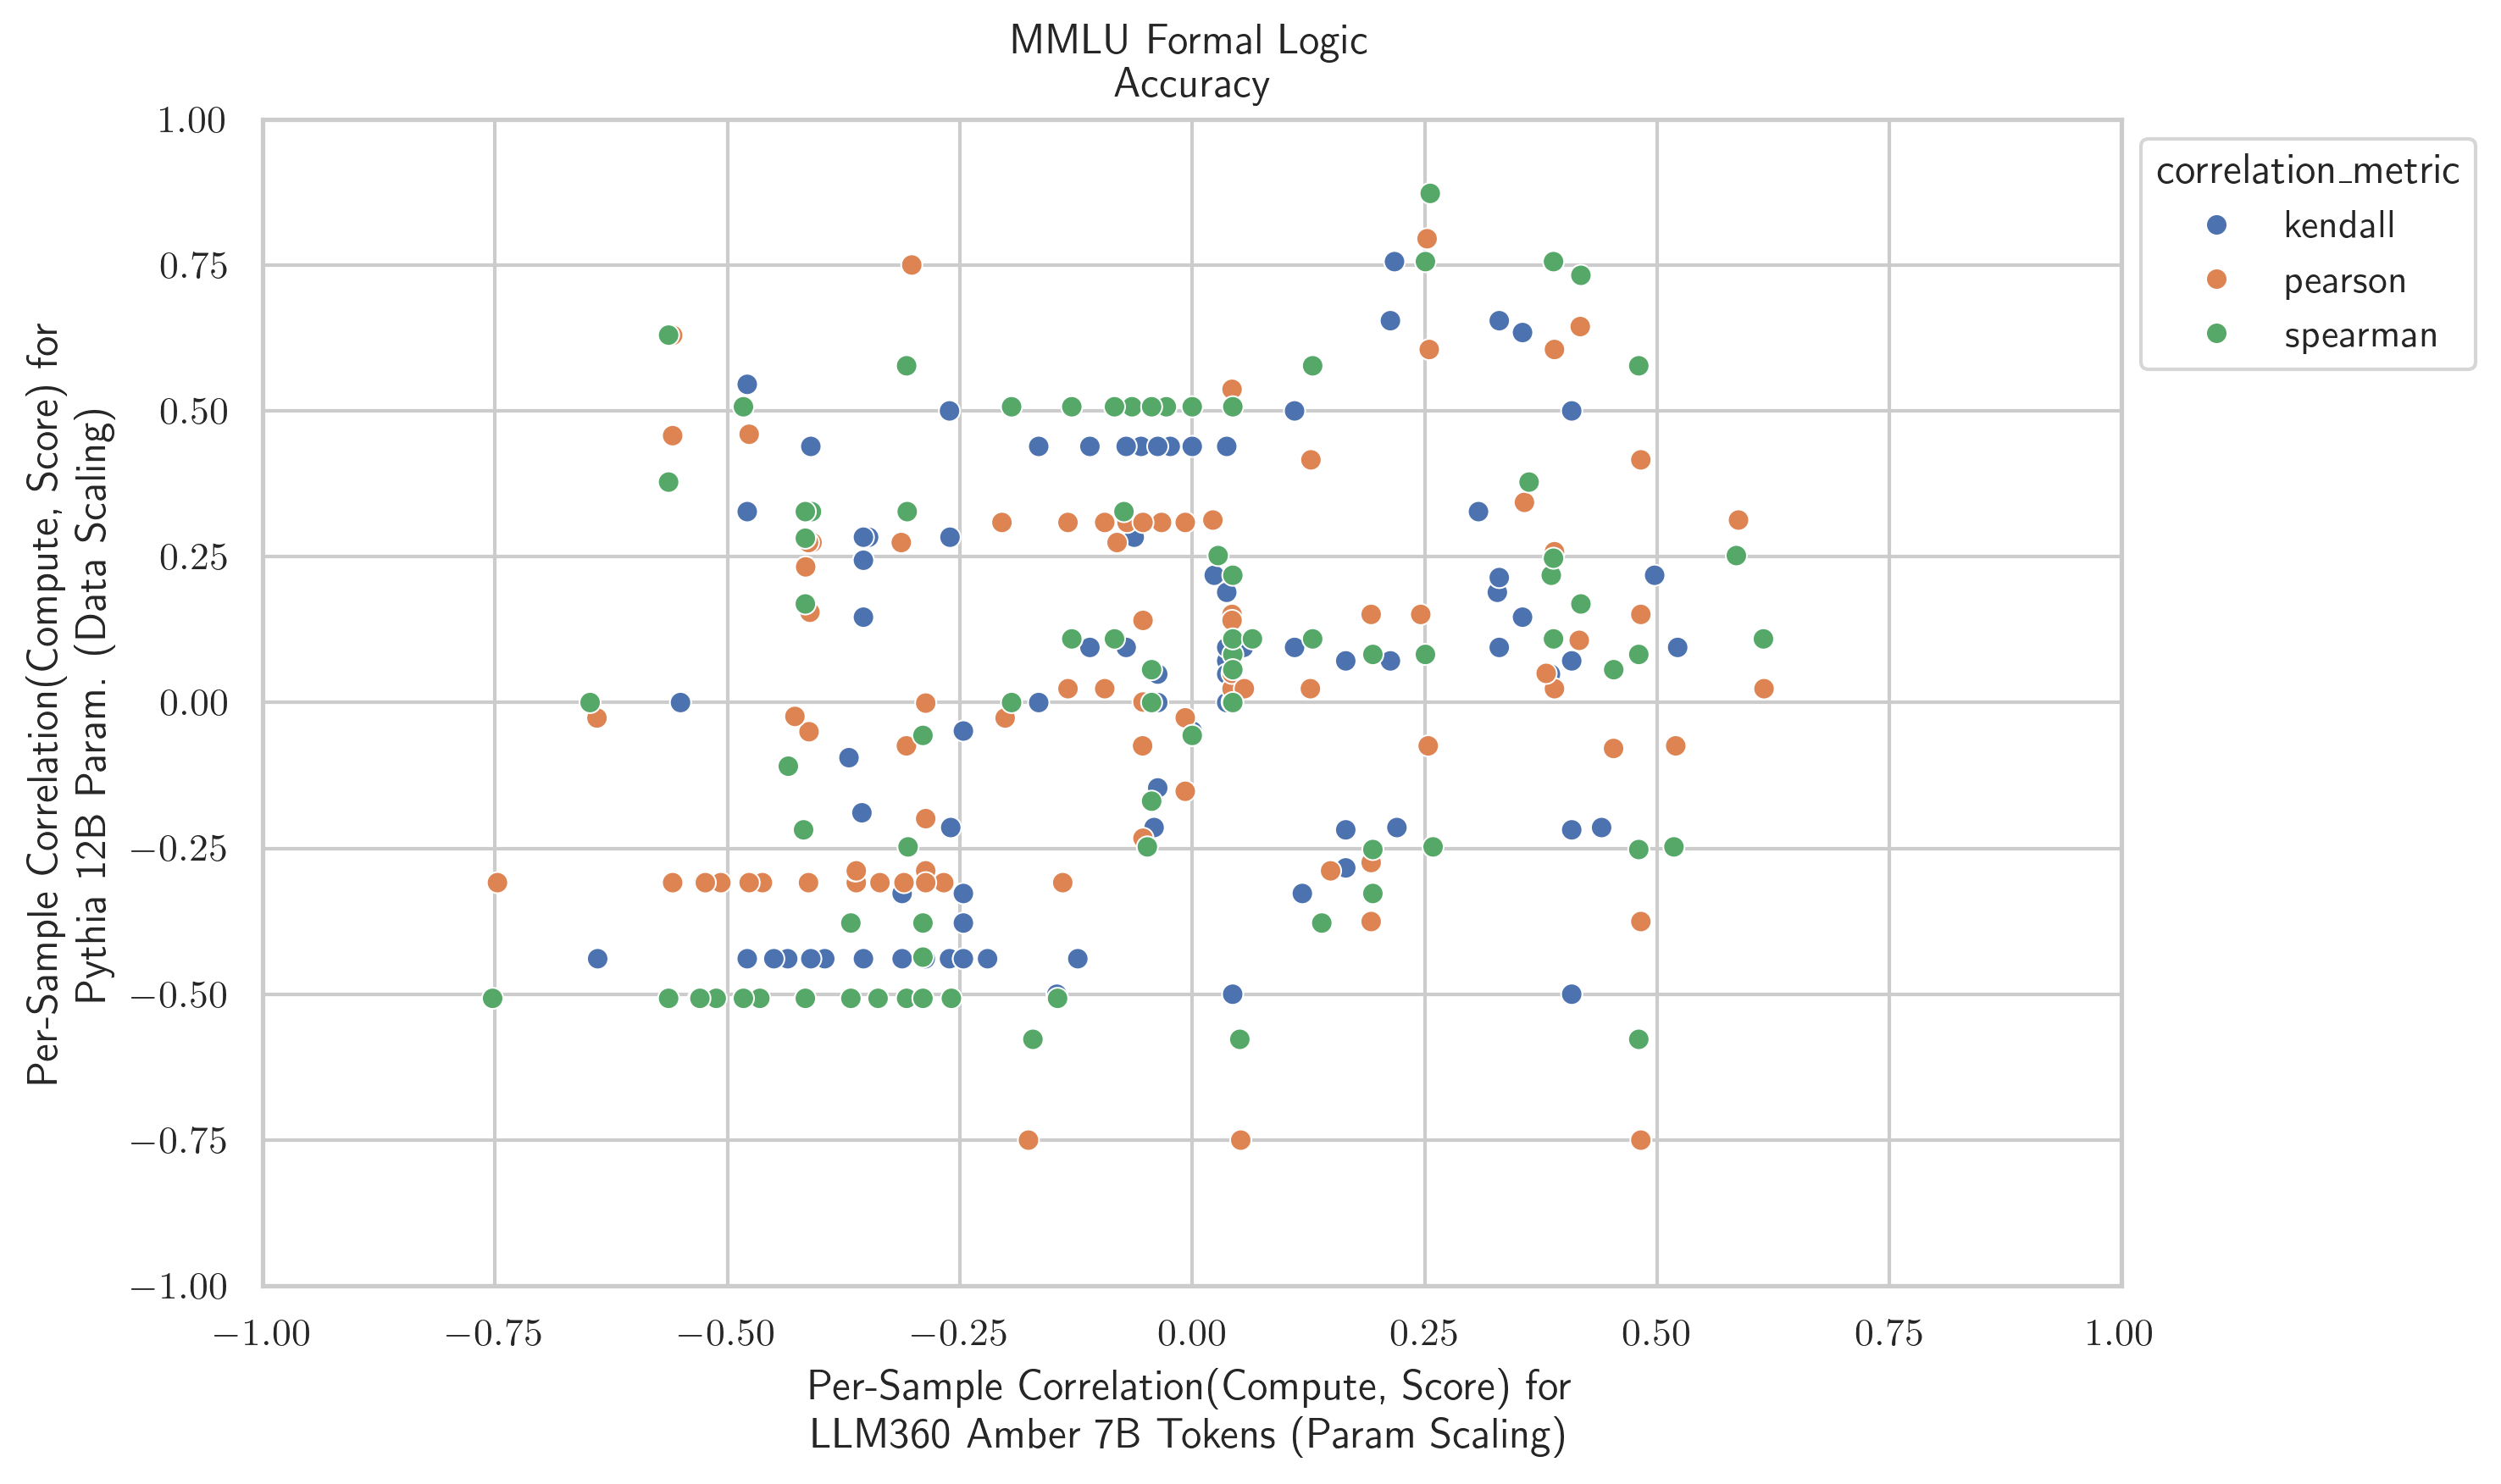 MMLU Formal Logic
Accuracy
1.00
0.75
0.50
0.25
0.00
−0.25
−0.50
−0.75
−1.00
Per-Sample Correlation(Compute, Score) for
Pythia 12B Param. (Data Scaling)
correlation_metric
kendall
pearson
spearman
−1.00 −0.75 −0.50 −0.25 0.00 0.25 0.50 0.75 1.00
Per-Sample Correlation(Compute, Score) for
LLM360 Amber 7B Tokens (Param Scaling)